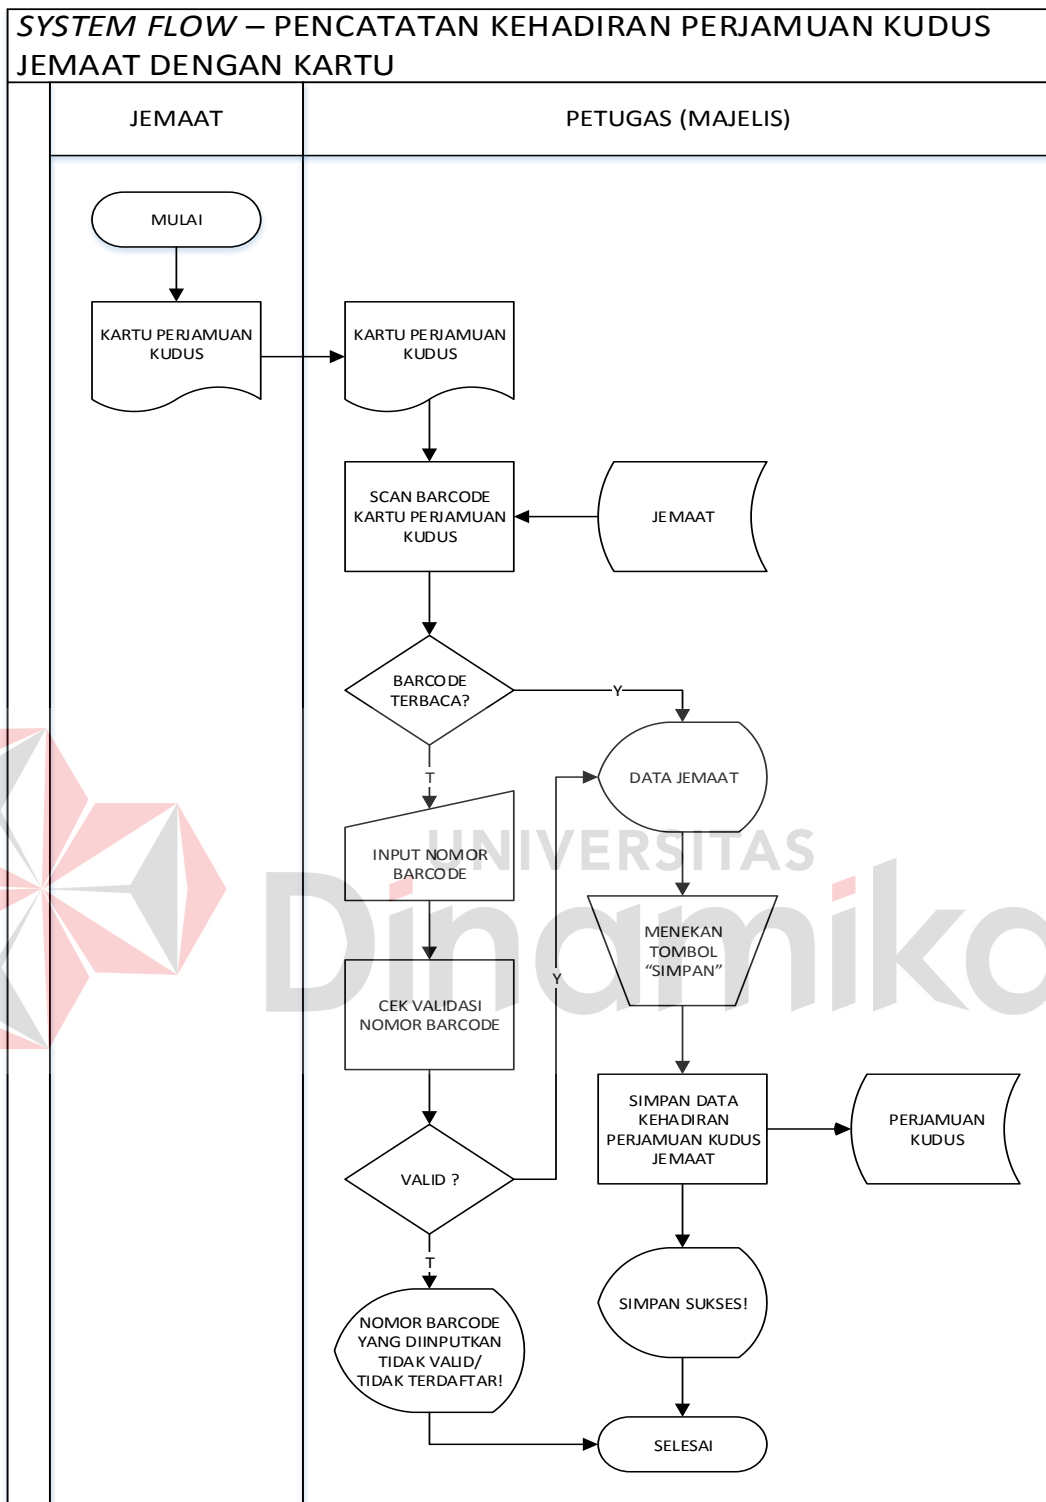 SYSTEM FLOW – PENCATATAN KEHADIRAN PERJAMUAN KUDUS
JEMAAT DENGAN KARTU
JEMAAT
PETUGAS (MAJELIS)
MULAI
KARTU PERJAMUAN
KUDUS
KARTU PERJAMUAN
KUDUS
SCAN BARCODE
KARTU PERJAMUAN
KUDUS
JEMAAT
BARCODE
TERBACA?
Y
T
DATA JEMAAT
INPUT NOMOR
BARCODE
UNIVERSITAS
Dinamika
MENEKAN
TOMBOL
“SIMPAN”
Y
CEK VALIDASI
NOMOR BARCODE
SIMPAN DATA
KEHADIRAN
PERJAMUAN KUDUS
JEMAAT
PERJAMUAN
KUDUS
VALID ?
T
NOMOR BARCODE
YANG DIINPUTKAN
TIDAK VALID/
TIDAK TERDAFTAR!
SIMPAN SUKSES!
SELESAI